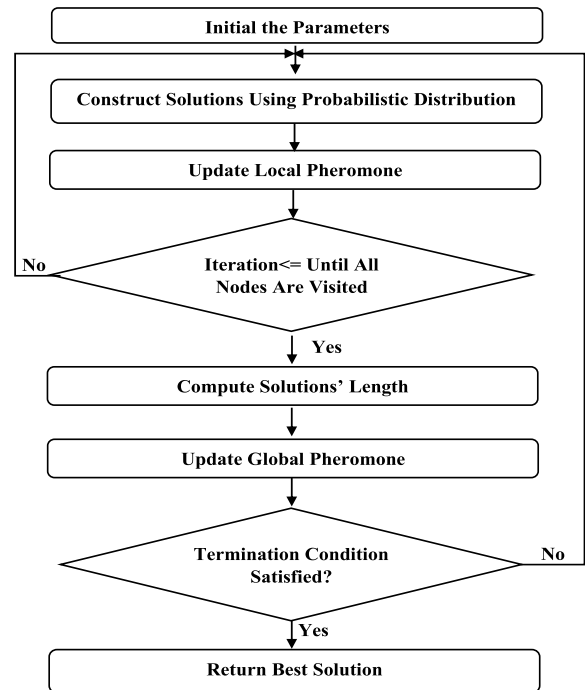 Initial the Parameters
Construct Solutions Using Probabilistic Distribution
Update Local Pheromone
No
Iteration<= Until All
Nodes Are Visited
Yes
Compute Solutions’ Length
Update Global Pheromone
Termination Condition
Satisfied?
No
Yes
Return Best Solution